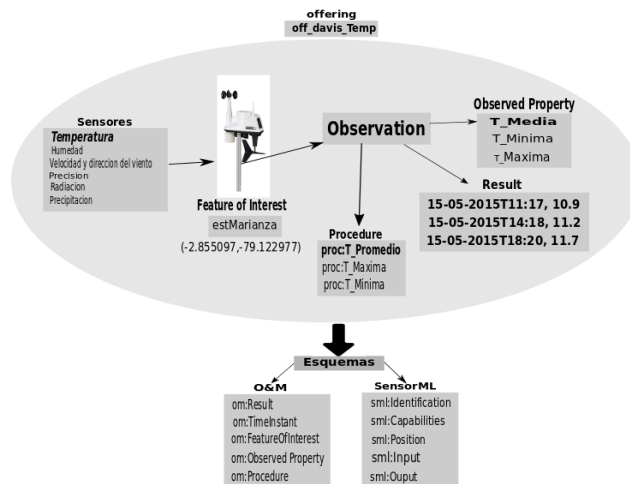 offering
off_davis_Temp
Sensores
Temperatura
Humedad
Velocidad y direccion del viento
Precision
Radiacion
Precipitacion
Feature of Interest
estMarianza
(-2.855097,-79.122977)
Observation
Observed Property
T_Media
T_Minima
T_Maxima
Result
15-05-2015T11:17, 10.9
15-05-2015T14:18, 11.2
15-05-2015T18:20, 11.7
Procedure
proc:T_Promedio
proc:T_Maxima
proc:T_Minima
Esquemas
O&M
om:Result
om:TimeInstant
om:FeatureOfInterest
om:Observed Property
om:Procedure
SensorML
sml:Identification
sml:Capabilities
sml:Position
sml:Input
sml:Ouput